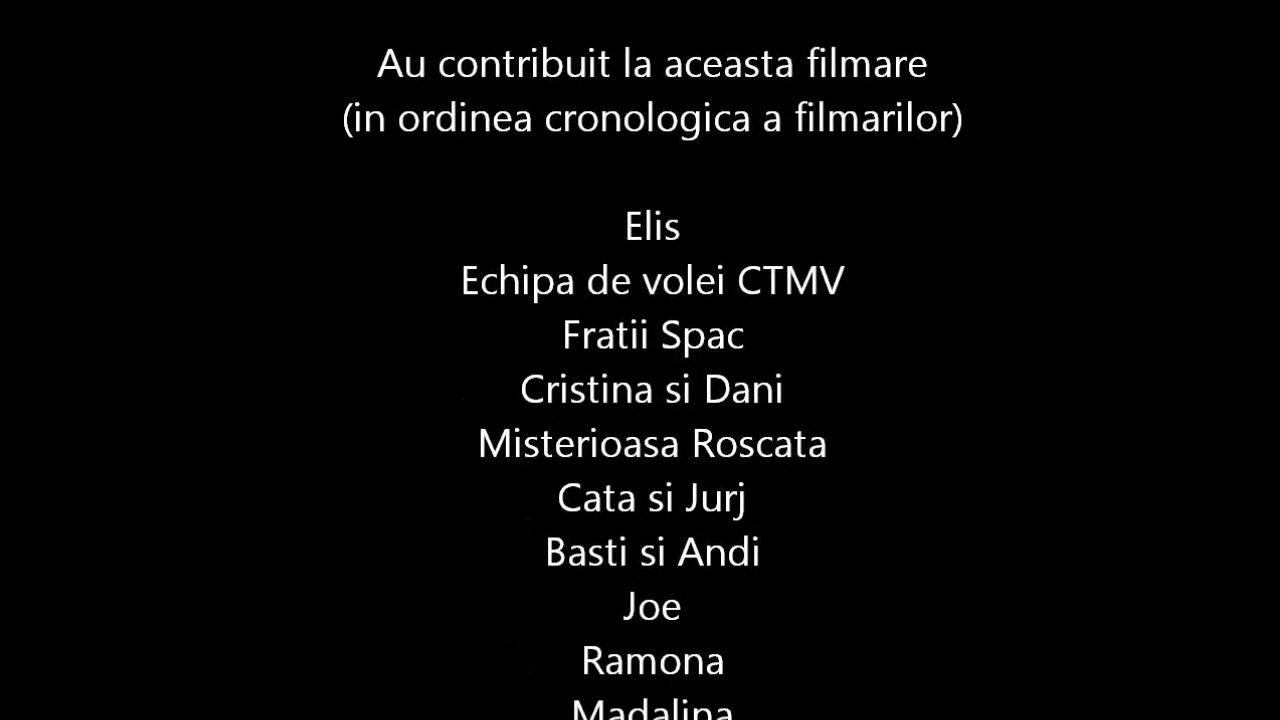 Au contribuit la aceasta filmare
(in ordinea cronologica a filmarilor)
Elis
Echipa de volei CTMV
Fratii Spac
Cristina si Dani
Misterioasa Roscata
Cata si Jurj
Basti si Andi
Joe
Ramona
Madalina